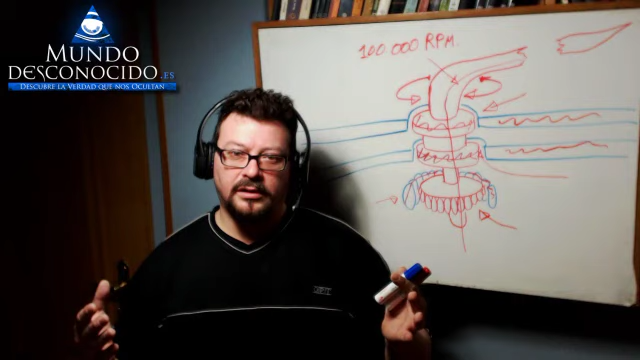 MUNDO
DESCONOCIDO.ES
DESCUBRE LA VERDAD QUE NOS OCULTAN
100.000 RPM